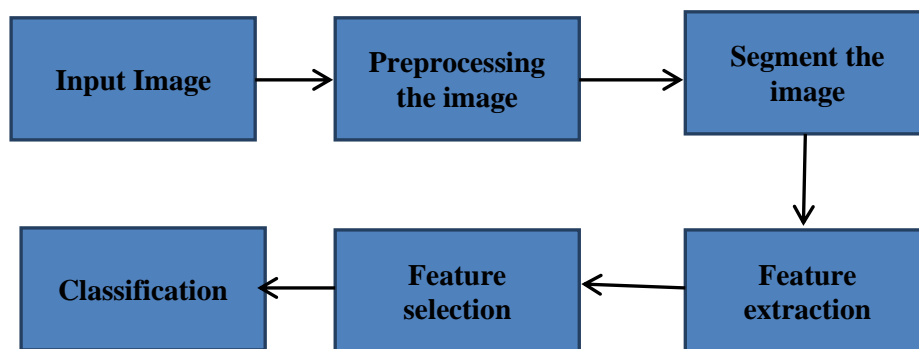 Input Image
Preprocessing
the image
Segment the
image
Classification
Feature
selection
Feature
extraction